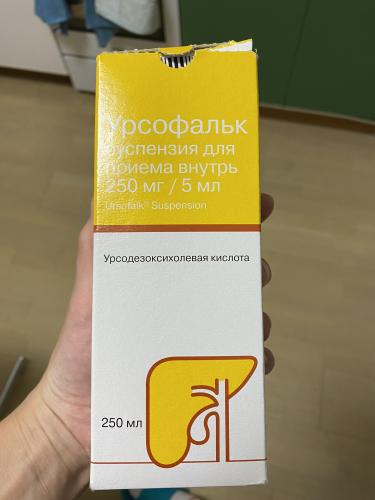 Урсофальк
суспензия для
приема внутрь
250 мг / 5 мл
Ursofalk® Suspension
Урсодезоксихолевая кислота
250 мл